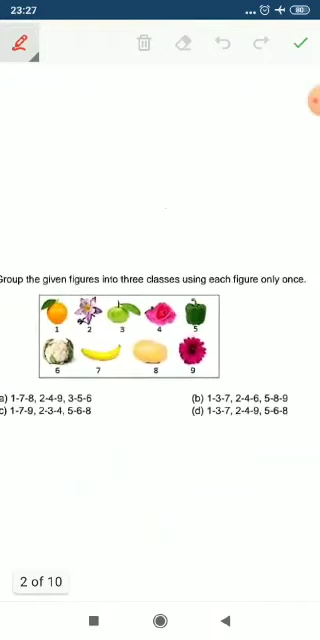 23:27
80
Group the given figures into three classes using each figure only once.
1 2 3 4 5
6 7 8 9
a) 1-7-8, 2-4-9, 3-5-6 (b) 1-3-7, 2-4-6, 5-8-9
c) 1-7-9, 2-3-4, 5-6-8 (d) 1-3-7, 2-4-9, 5-6-8
2 of 10